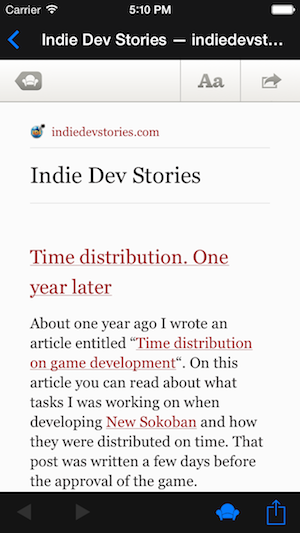 Carrier 5:10 PM
Indie Dev Stories — indiedevst...
Aa
indiedevstories.com
Indie Dev Stories
Time distribution. One
year later
About one year ago I wrote an
article entitled “Time distribution
on game development“. On this
article you can read about what
tasks I was working on when
developing New Sokoban and how
they were distributed on time. That
post was written a few days before
the approval of the game.